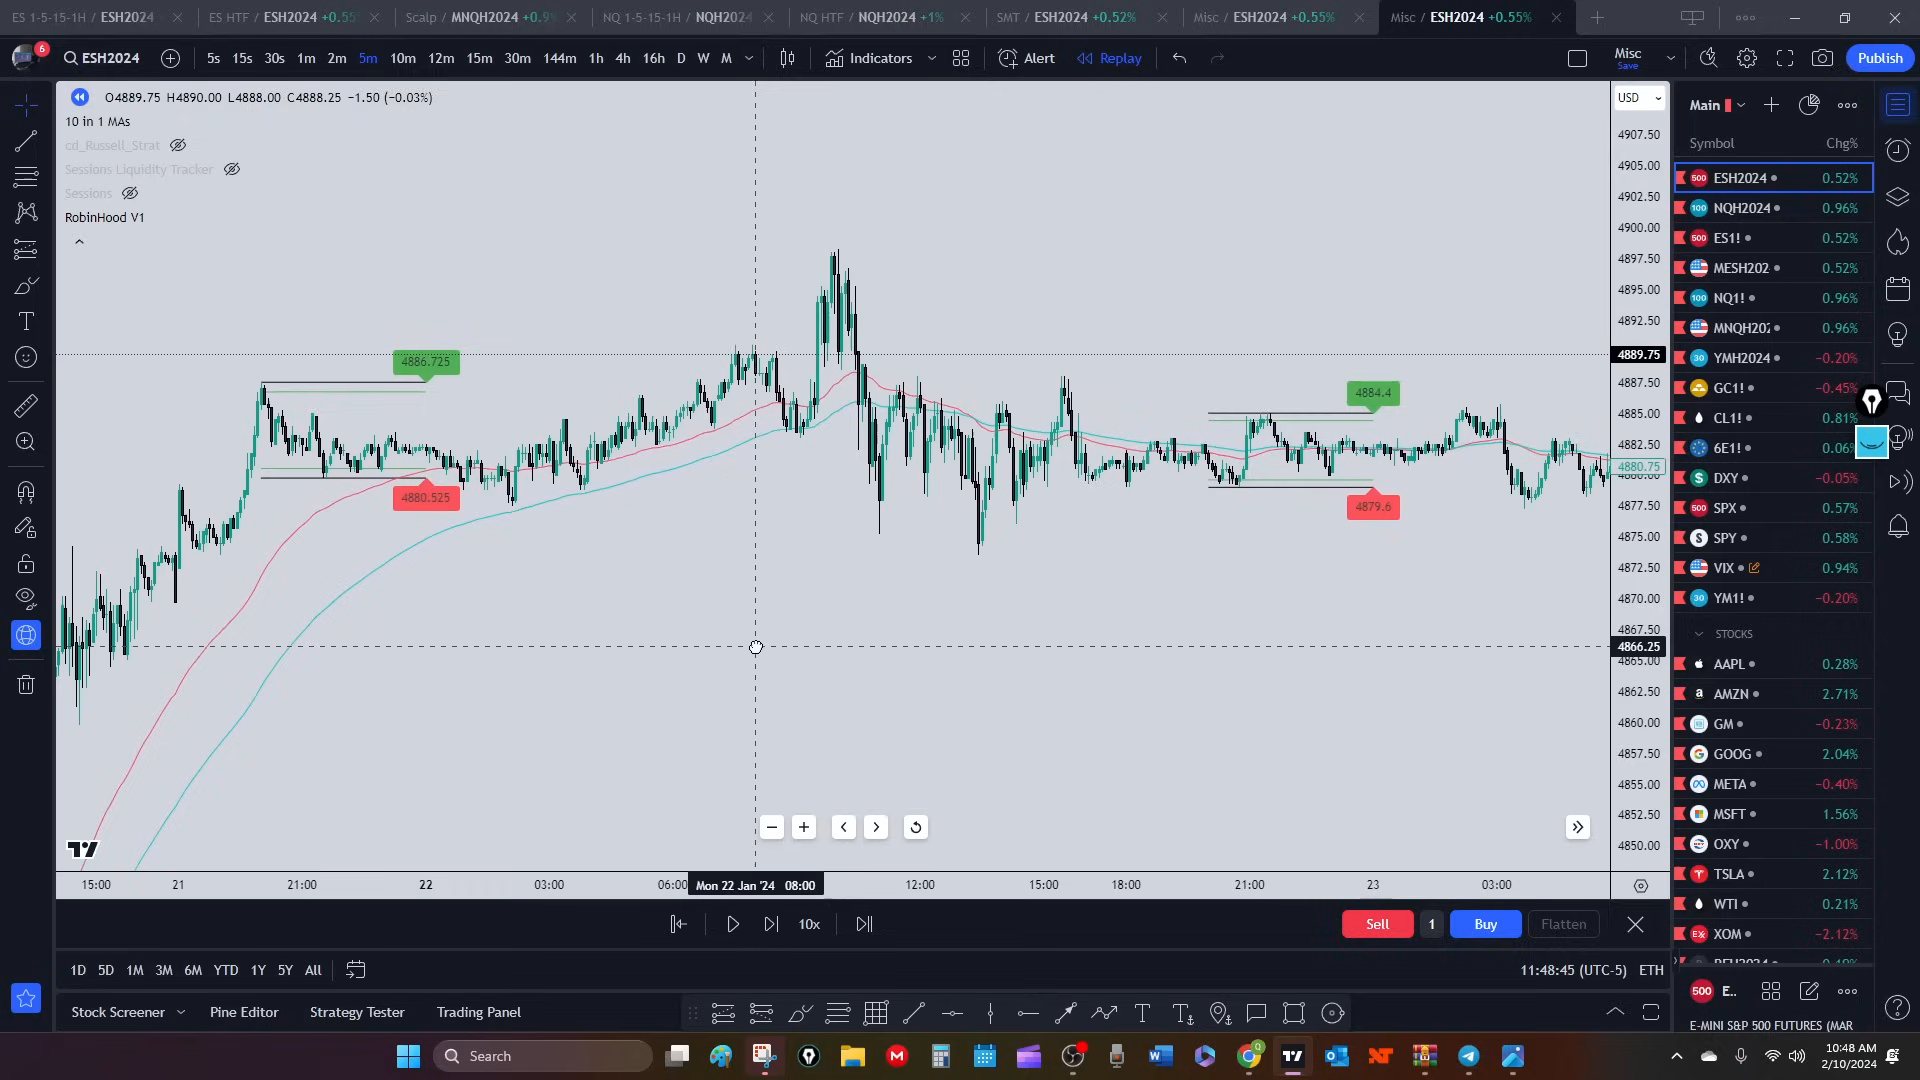 ES 1-5-15-1H / ESH2024
ES HTF / ESH2024 +0.55
Scalp / MNQH2024 +0.9%
NQ 1-5-15-1H / NQH2024
NQ HTF / NQH2024 +1%
SMT / ESH2024 +0.52%
Misc / ESH2024 +0.55%
Misc / ESH2024 +0.55%
6
ESH2024
5s 15s 30s 1m 2m 5m 10m 12m 15m 30m 144m 1h 4h 16h D W M
Indicators
Alert
Replay
Misc
Save
Publish
O4889.75 H4890.00 L4888.00 C4888.25 −1.50 (−0.03%)
10 in 1 MAs
cd_Russell_Strat
Sessions Liquidity Tracker
Sessions
RobinHood V1
4886.725
4880.525
4884.4
4879.6
USD
4907.50
4905.00
4902.50
4900.00
4897.50
4895.00
4892.50
4889.75
4887.50
4885.00
4882.50
4880.75
4880.00
4877.50
4875.00
4872.50
4870.00
4867.50
4866.25
4865.00
4862.50
4860.00
4857.50
4855.00
4852.50
4850.00
15:00 21 21:00 22 03:00 06:00 Mon 22 Jan '24 08:00 12:00 15:00 18:00 21:00 23 03:00
Main
Symbol Chg%
500 ESH2024 0.52%
100 NQH2024 0.96%
500 ES1! 0.52%
MESH202 0.52%
100 NQ1! 0.96%
MNQH202 0.96%
30 YMH2024 −0.20%
GC1! −0.45%
CL1! 0.81%
6E1! 0.06%
DXY −0.05%
500 SPX 0.57%
SPY 0.58%
VIX 0.94%
30 YM1! −0.20%
STOCKS
AAPL 0.28%
AMZN 2.71%
GM −0.23%
GOOG 2.04%
META −0.40%
MSFT 1.56%
OXY −1.00%
TSLA 2.12%
WTI 0.21%
XOM −2.12%
500 E..
E-MINI S&P 500 FUTURES (MAR
10x
Sell 1 Buy Flatten
1D 5D 1M 3M 6M YTD 1Y 5Y All
11:48:45 (UTC-5) ETH
Stock Screener
Pine Editor
Strategy Tester
Trading Panel
Search
10:48 AM
2/10/2024